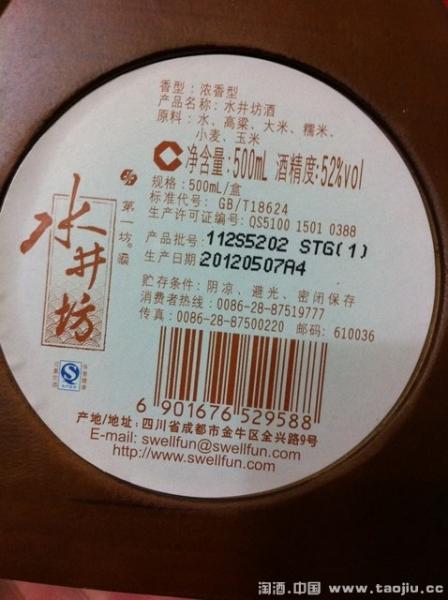 香型：浓香型
产品名称：水井坊酒
原料：水、高粱、大米、糯米、
小麦、玉米
净含量:500mL 酒精度:52%vol
规格：500mL/盒
标准代号：GB/T18624
生产许可证编号：QS5100 1501 0388
产品批号：112S5202 STG(1)
生产日期 20120507A4
贮存条件：阴凉、避光、密闭保存
消费者热线：0086-28-87519777
传真：0086-28-87500220 邮码：610036
水井坊
第一坊
QS
6 901676 529588
产地/地址：四川省成都市金牛区全兴路9号
E-mail: swellfun@swellfun.com
http://www.swellfun.com
淘酒.中国 www.taojiu.cc